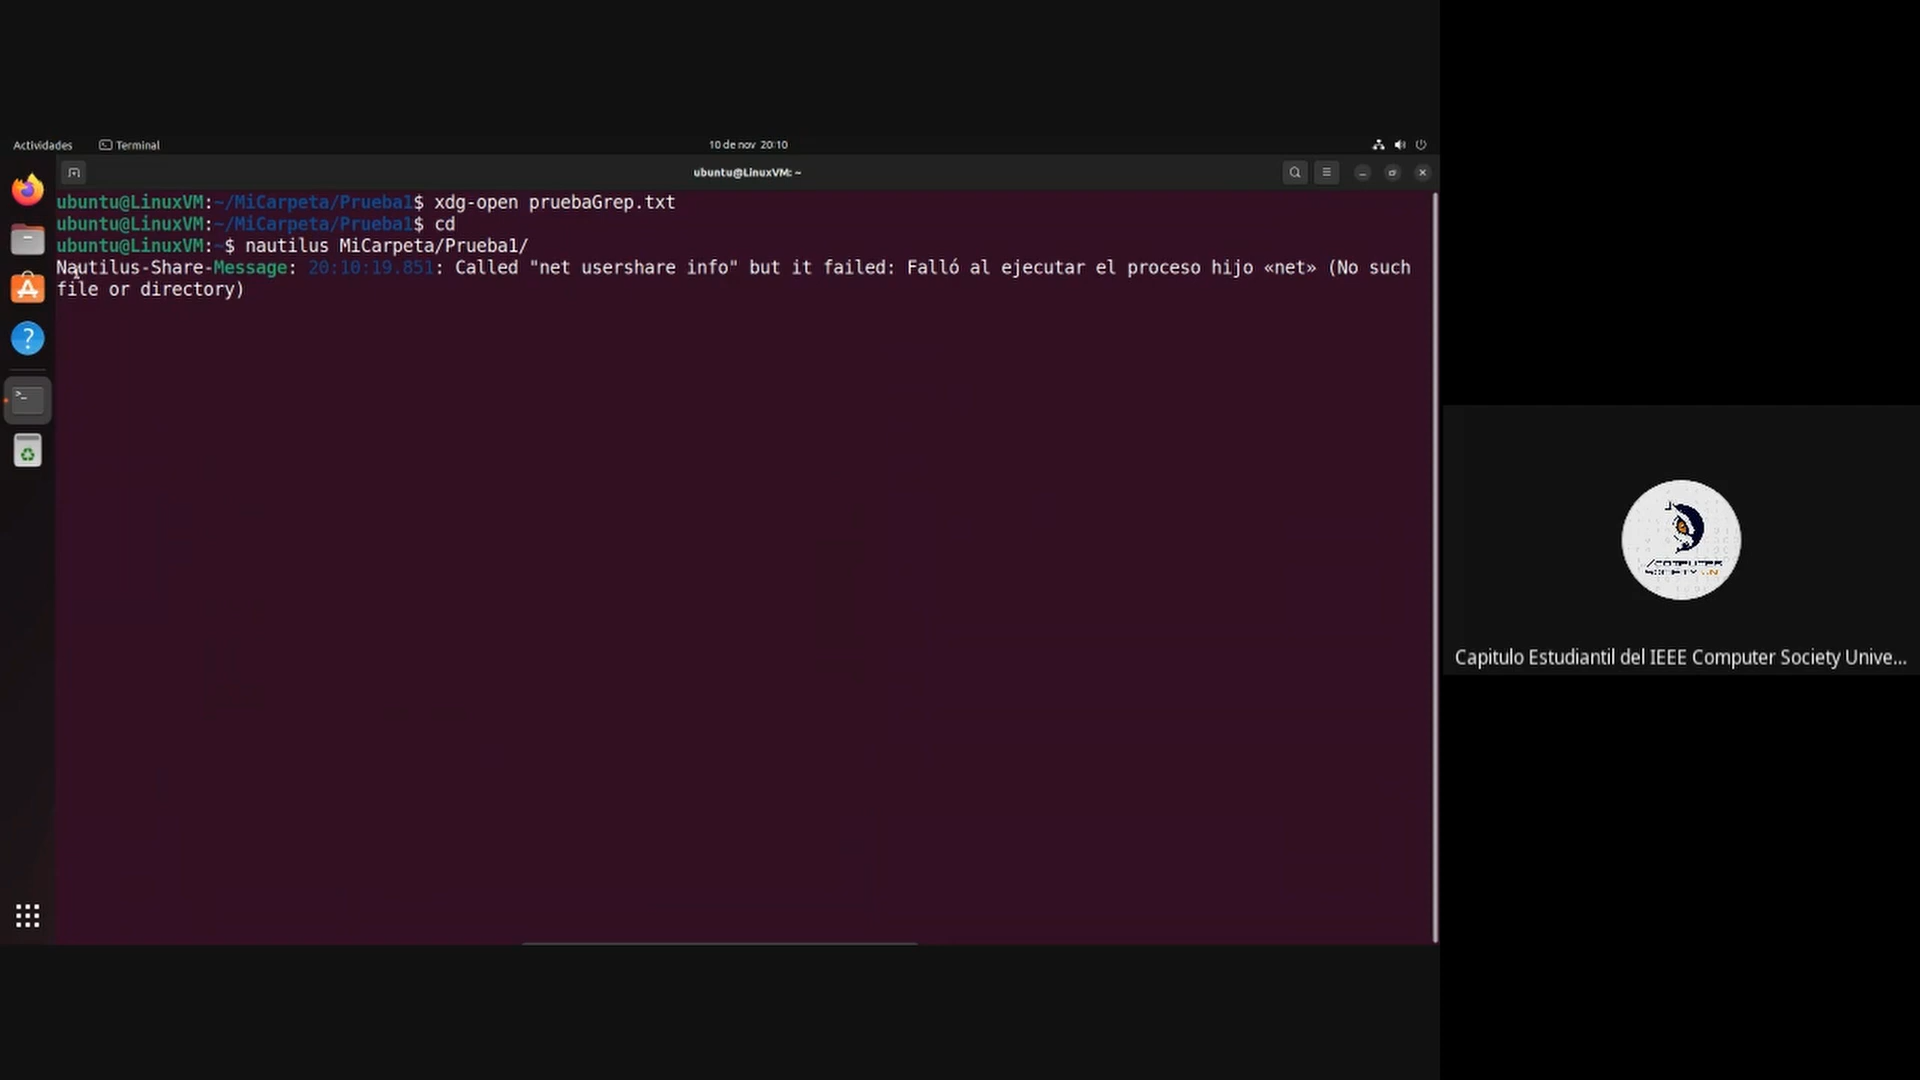 Actividades Terminal 10 de nov 20:10
ubuntu@LinuxVM: ~
ubuntu@LinuxVM:~/MiCarpeta/Prueba1$ xdg-open pruebaGrep.txt
ubuntu@LinuxVM:~/MiCarpeta/Prueba1$ cd
ubuntu@LinuxVM:~$ nautilus MiCarpeta/Prueba1/
Nautilus-Share-Message: 20:10:19.851: Called "net usershare info" but it failed: Falló al ejecutar el proceso hijo «net» (No such
file or directory)
/COMPUTER
SOCIETY
Capitulo Estudiantil del IEEE Computer Society Unive...